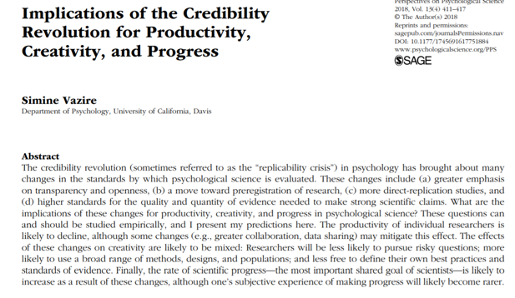 Perspectives on Psychological Science
2018, Vol. 13(4) 411–417
© The Author(s) 2018
Reprints and permissions:
sagepub.com/journalsPermissions.nav
DOI: 10.1177/1745691617751884
www.psychologicalscience.org/PPS
SAGE
Implications of the Credibility
Revolution for Productivity,
Creativity, and Progress
Simine Vazire
Department of Psychology, University of California, Davis
Abstract
The credibility revolution (sometimes referred to as the “replicability crisis”) in psychology has brought about many
changes in the standards by which psychological science is evaluated. These changes include (a) greater emphasis
on transparency and openness, (b) a move toward preregistration of research, (c) more direct-replication studies, and
(d) higher standards for the quality and quantity of evidence needed to make strong scientific claims. What are the
implications of these changes for productivity, creativity, and progress in psychological science? These questions can
and should be studied empirically, and I present my predictions here. The productivity of individual researchers is
likely to decline, although some changes (e.g., greater collaboration, data sharing) may mitigate this effect. The effects
of these changes on creativity are likely to be mixed: Researchers will be less likely to pursue risky questions; more
likely to use a broad range of methods, designs, and populations; and less free to define their own best practices and
standards of evidence. Finally, the rate of scientific progress—the most important shared goal of scientists—is likely to
increase as a result of these changes, although one’s subjective experience of making progress will likely become rarer.